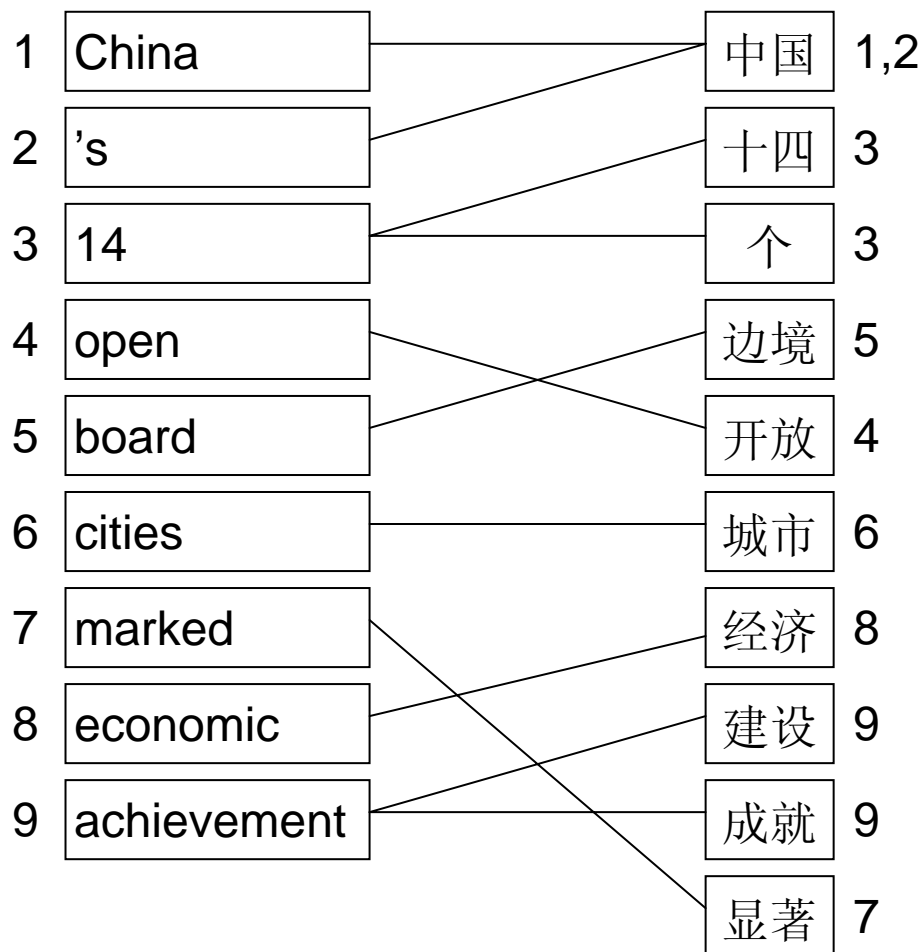 1 China 中国 1,2
2 ’s 十四 3
3 14 个 3
4 open 边境 5
5 board 开放 4
6 cities 城市 6
7 marked 经济 8
8 economic 建设 9
9 achievement 成就 9
显著 7